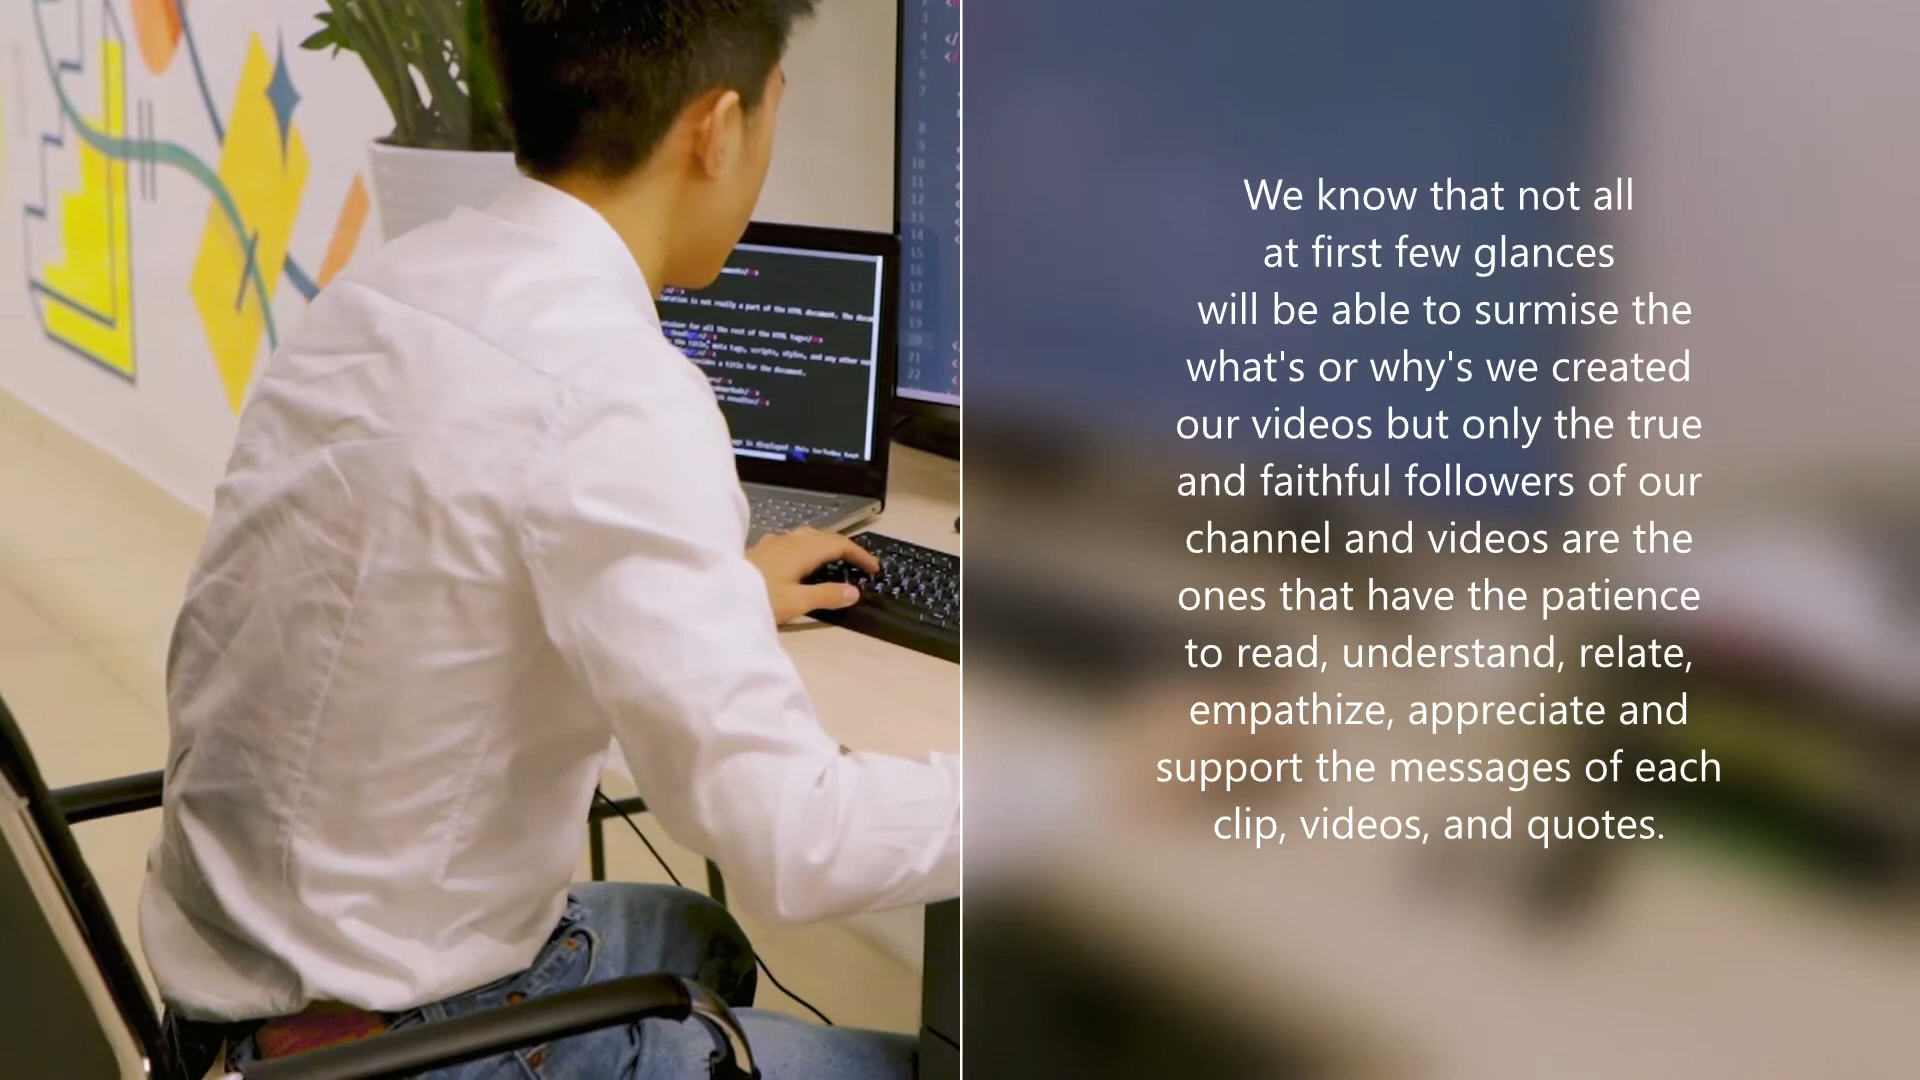 We know that not all
at first few glances
will be able to surmise the
what's or why's we created
our videos but only the true
and faithful followers of our
channel and videos are the
ones that have the patience
to read, understand, relate,
empathize, appreciate and
support the messages of each
clip, videos, and quotes.